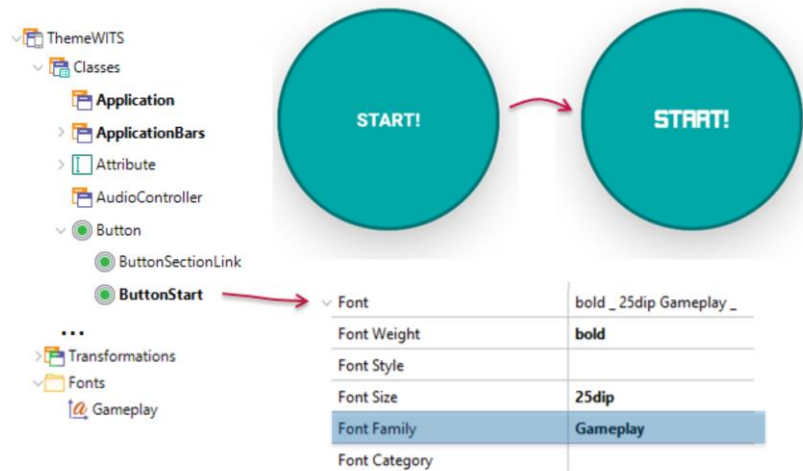 ThemeWITS
Classes
Application
ApplicationBars
Attribute
AudioController
Button
ButtonSectionLink
ButtonStart
...
Transformations
Fonts
Gameplay
START!
START!
Font bold _ 25dip Gameplay _
Font Weight bold
Font Style
Font Size 25dip
Font Family Gameplay
Font Category